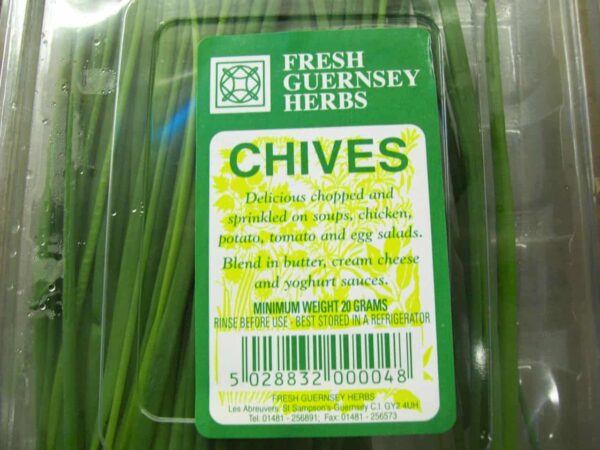 FRESH
GUERNSEY
HERBS
CHIVES
Delicious chopped and
sprinkled on soups, chicken,
potato, tomato and egg salads.
Blend in butter, cream cheese
and yoghurt sauces.
MINIMUM WEIGHT 20 GRAMS
RINSE BEFORE USE - BEST STORED IN A REFRIGERATOR
5 028832 000048
FRESH GUERNSEY HERBS
Les Abreuvers, St Sampson's-Guernsey C.I. GY2 4UH
Tel. 01481 - 256891; Fax: 01481 - 256573